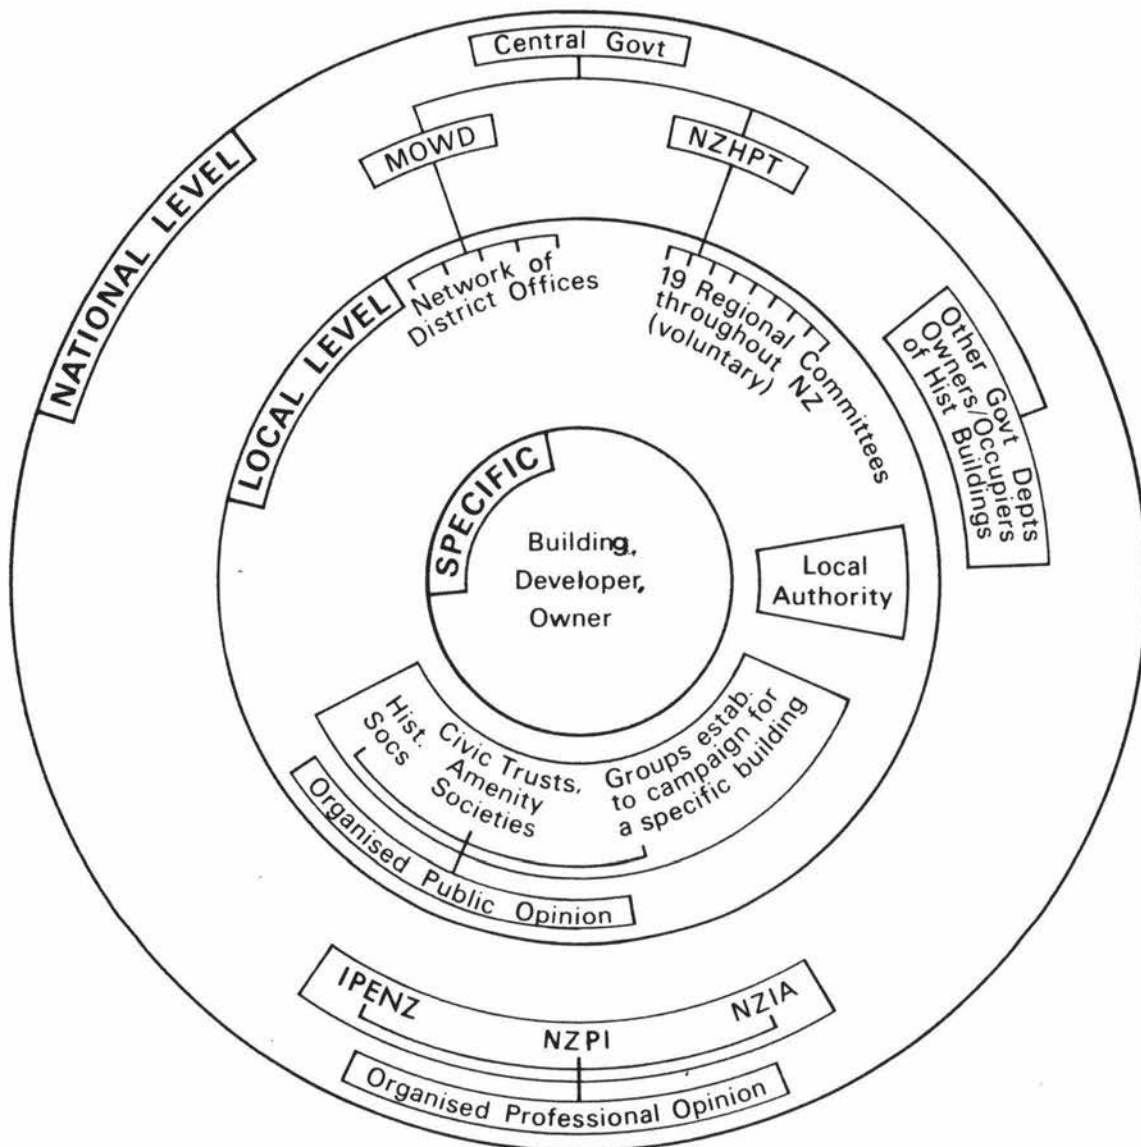 Central Govt
MOWD
NZHPT
NATIONAL LEVEL
Network of
District Offices
19 Regional Committees
throughout NZ
(voluntary)
Other Govt Depts
Owners/Occupiers
of Hist Buildings
LOCAL LEVEL
SPECIFIC
Building,
Developer,
Owner
Local
Authority
Hist.
Socs
Civic Trusts,
Amenity
Societies
Groups estab.
to campaign for
a specific building
Organised Public Opinion
IPENZ
NZPI
NZIA
Organised Professional Opinion